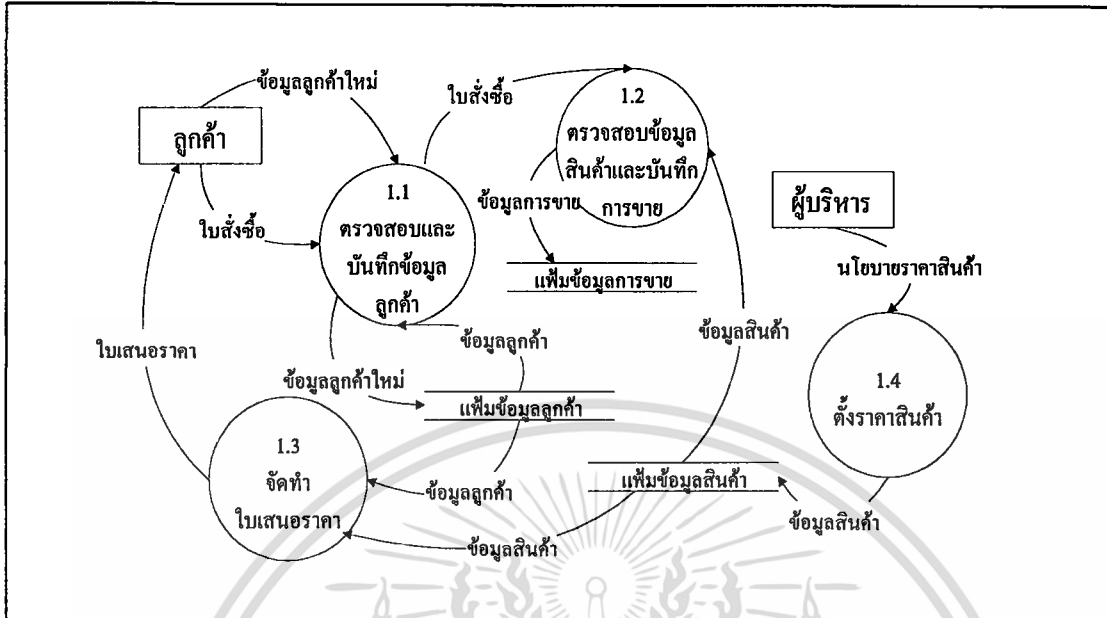 ข้อมูลลูกค้าใหม่
ใบสั่งซื้อ
ลูกค้า
1.2
ตรวจสอบข้อมูล
สินค้าและบันทึก
การขาย
1.1
ตรวจสอบและ
บันทึกข้อมูล
ลูกค้า
ข้อมูลการขาย
ผู้บริหาร
ใบสั่งซื้อ
แฟ้มข้อมูลการขาย
นโยบายราคาสินค้า
ใบเสนอราคา
ข้อมูลลูกค้า
ข้อมูลสินค้า
ข้อมูลลูกค้าใหม่
แฟ้มข้อมูลลูกค้า
1.4
ตั้งราคาสินค้า
1.3
จัดทำ
ใบเสนอราคา
ข้อมูลลูกค้า
แฟ้มข้อมูลสินค้า
ข้อมูลสินค้า
ข้อมูลสินค้า